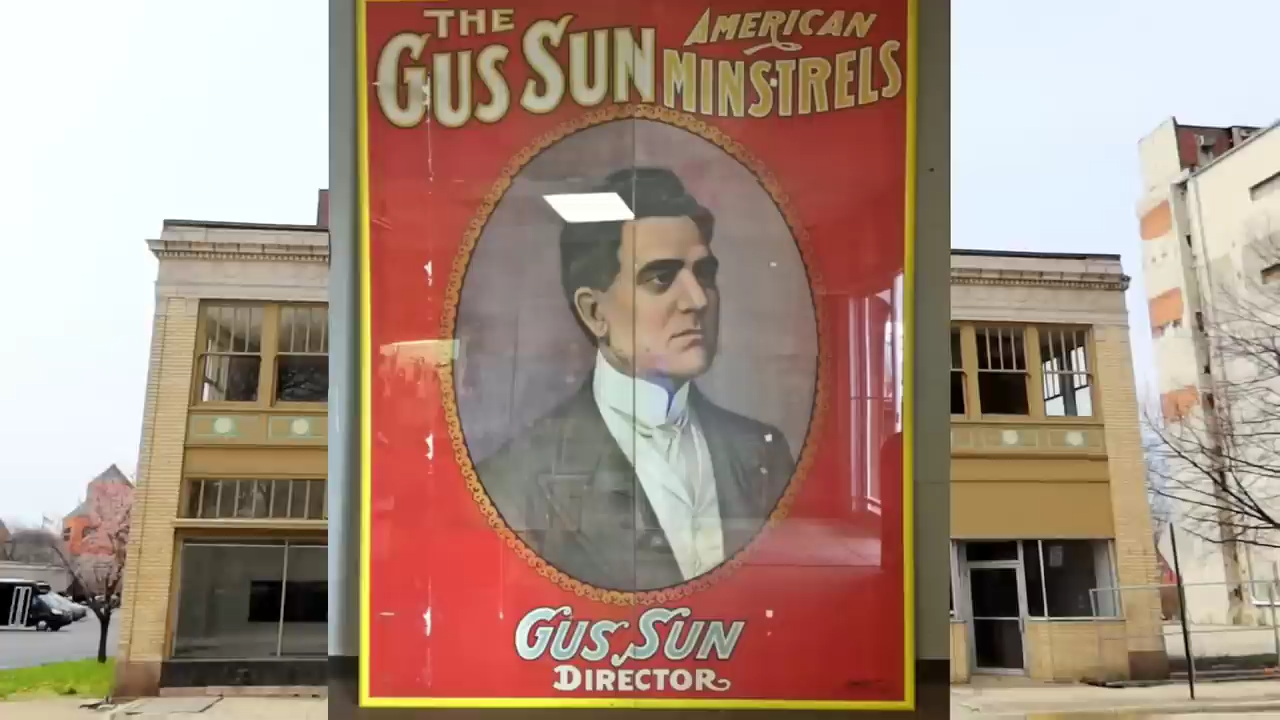 THE
GUS SUN
AMERICAN
MINSTRELS
GUS SUN
DIRECTOR